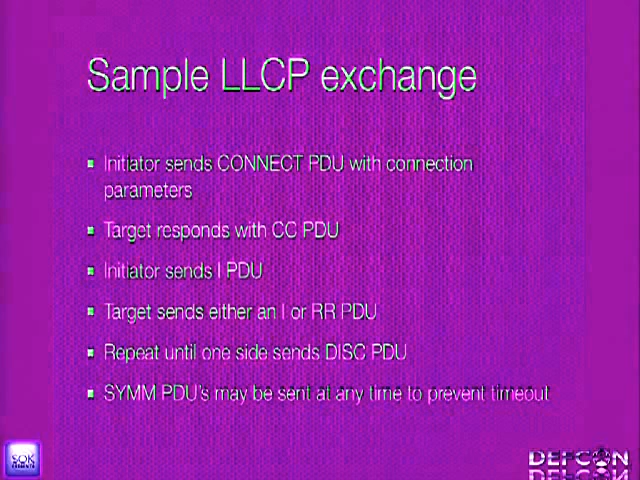 Sample LLCP exchange
Initiator sends CONNECT PDU with connection
parameters
Target responds with CC PDU
Initiator sends I PDU
Target sends either an I or RR PDU
Repeat until one side sends DISC PDU
SYMM PDU's may be sent at any time to prevent timeout
DEFCON